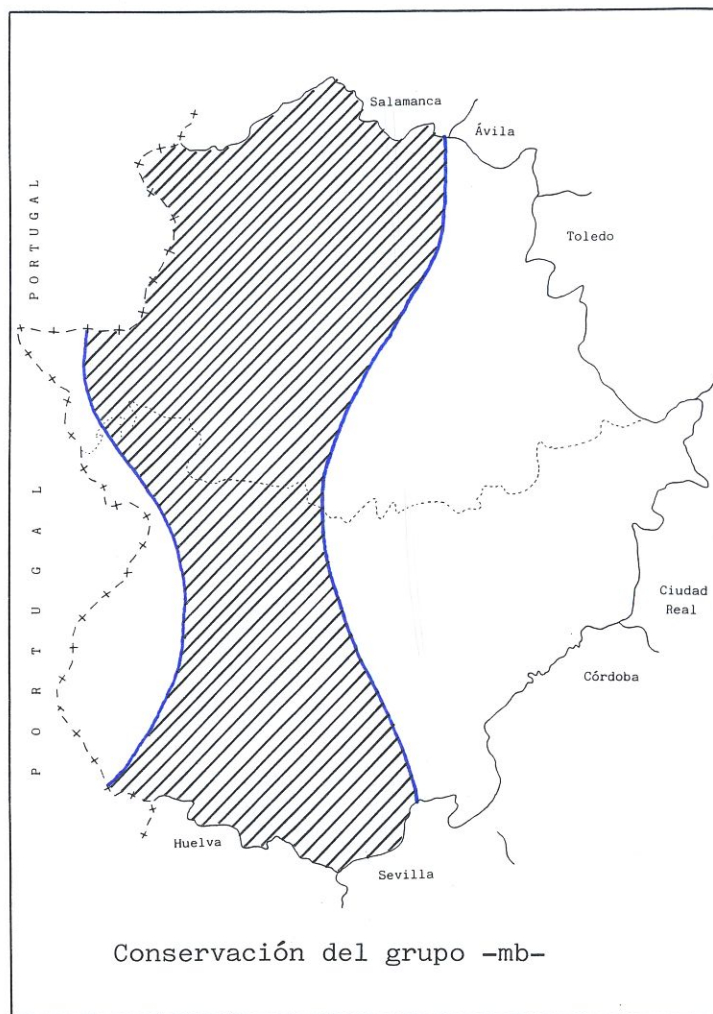 Salamanca
Ávila
PORTUGAL
Toledo
PORTUGAL
Ciudad
Real
Córdoba
Huelva
Sevilla
Conservación del grupo -mb-